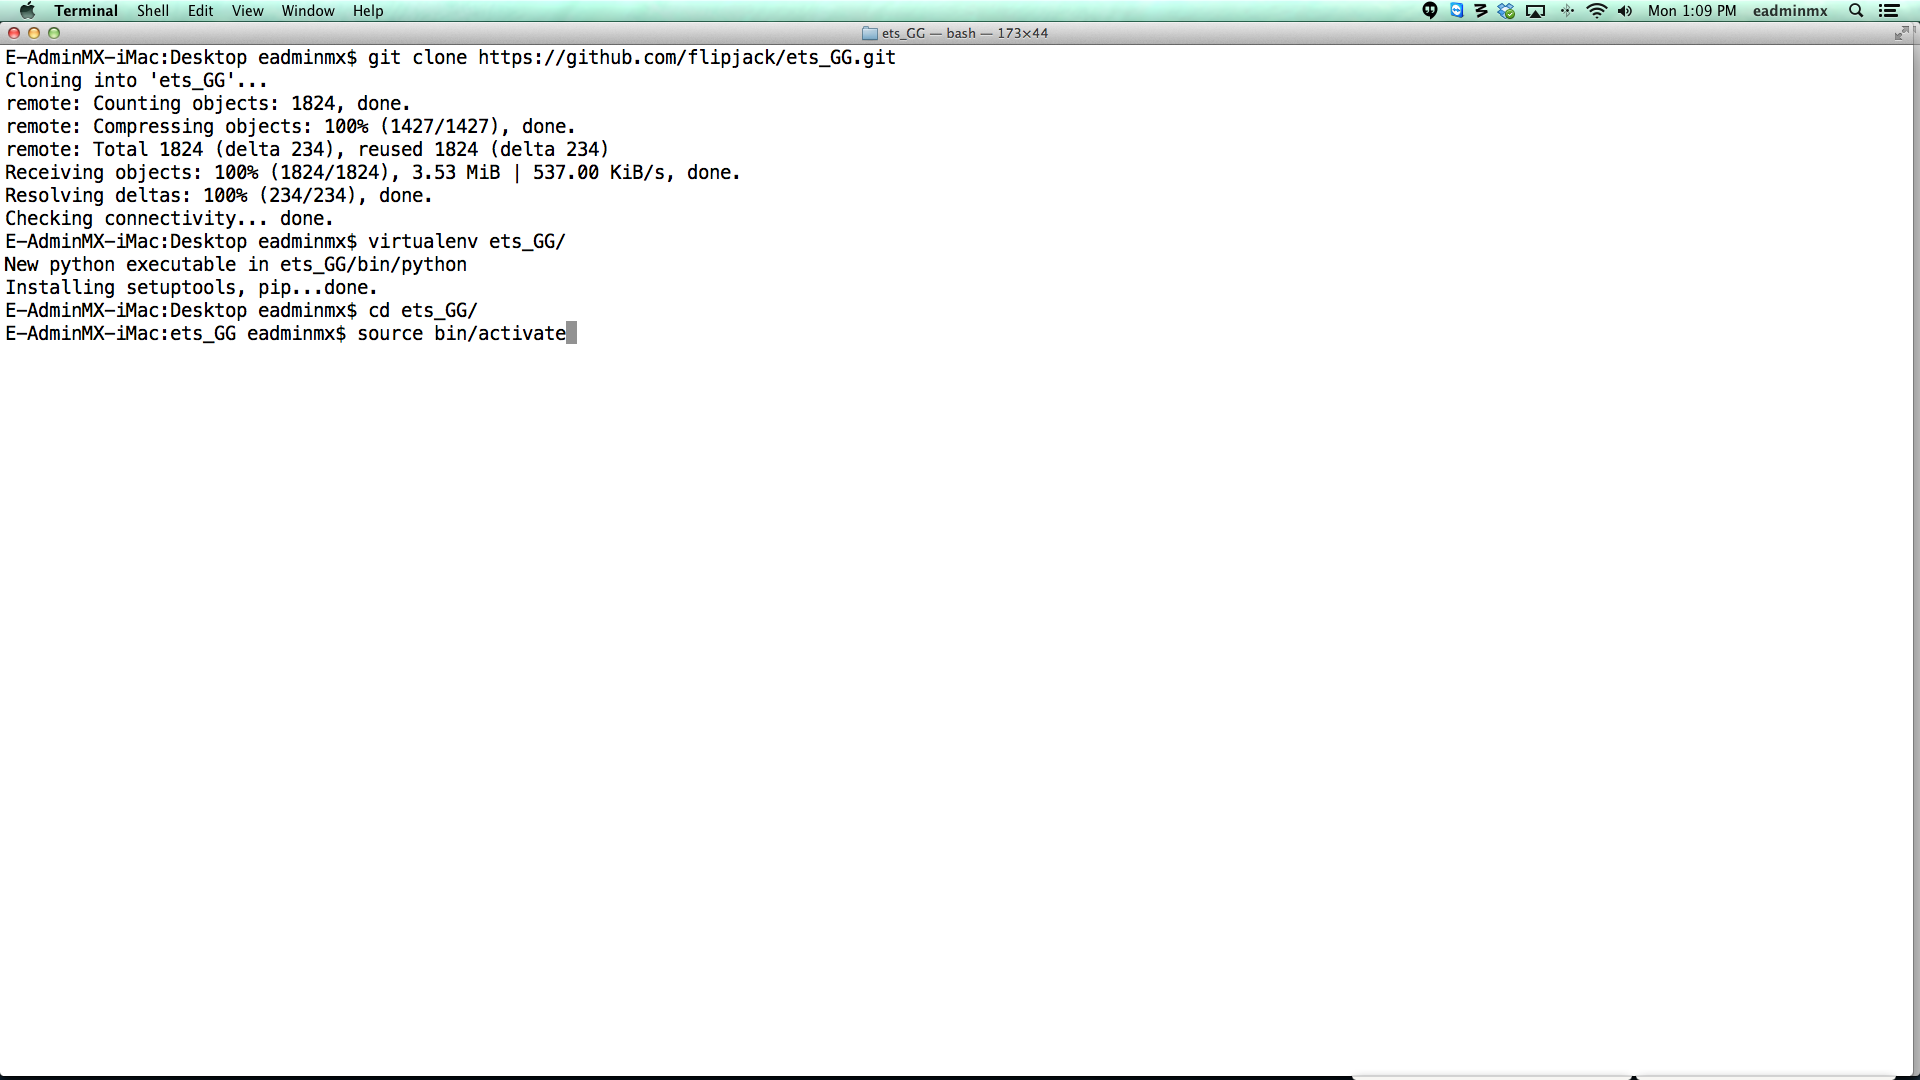 Terminal Shell Edit View Window Help Mon 1:09 PM eadminmx
ets_GG — bash — 173×44
E-AdminMX-iMac:Desktop eadminmx$ git clone https://github.com/flipjack/ets_GG.git
Cloning into 'ets_GG'...
remote: Counting objects: 1824, done.
remote: Compressing objects: 100% (1427/1427), done.
remote: Total 1824 (delta 234), reused 1824 (delta 234)
Receiving objects: 100% (1824/1824), 3.53 MiB | 537.00 KiB/s, done.
Resolving deltas: 100% (234/234), done.
Checking connectivity... done.
E-AdminMX-iMac:Desktop eadminmx$ virtualenv ets_GG/
New python executable in ets_GG/bin/python
Installing setuptools, pip...done.
E-AdminMX-iMac:Desktop eadminmx$ cd ets_GG/
E-AdminMX-iMac:ets_GG eadminmx$ source bin/activate